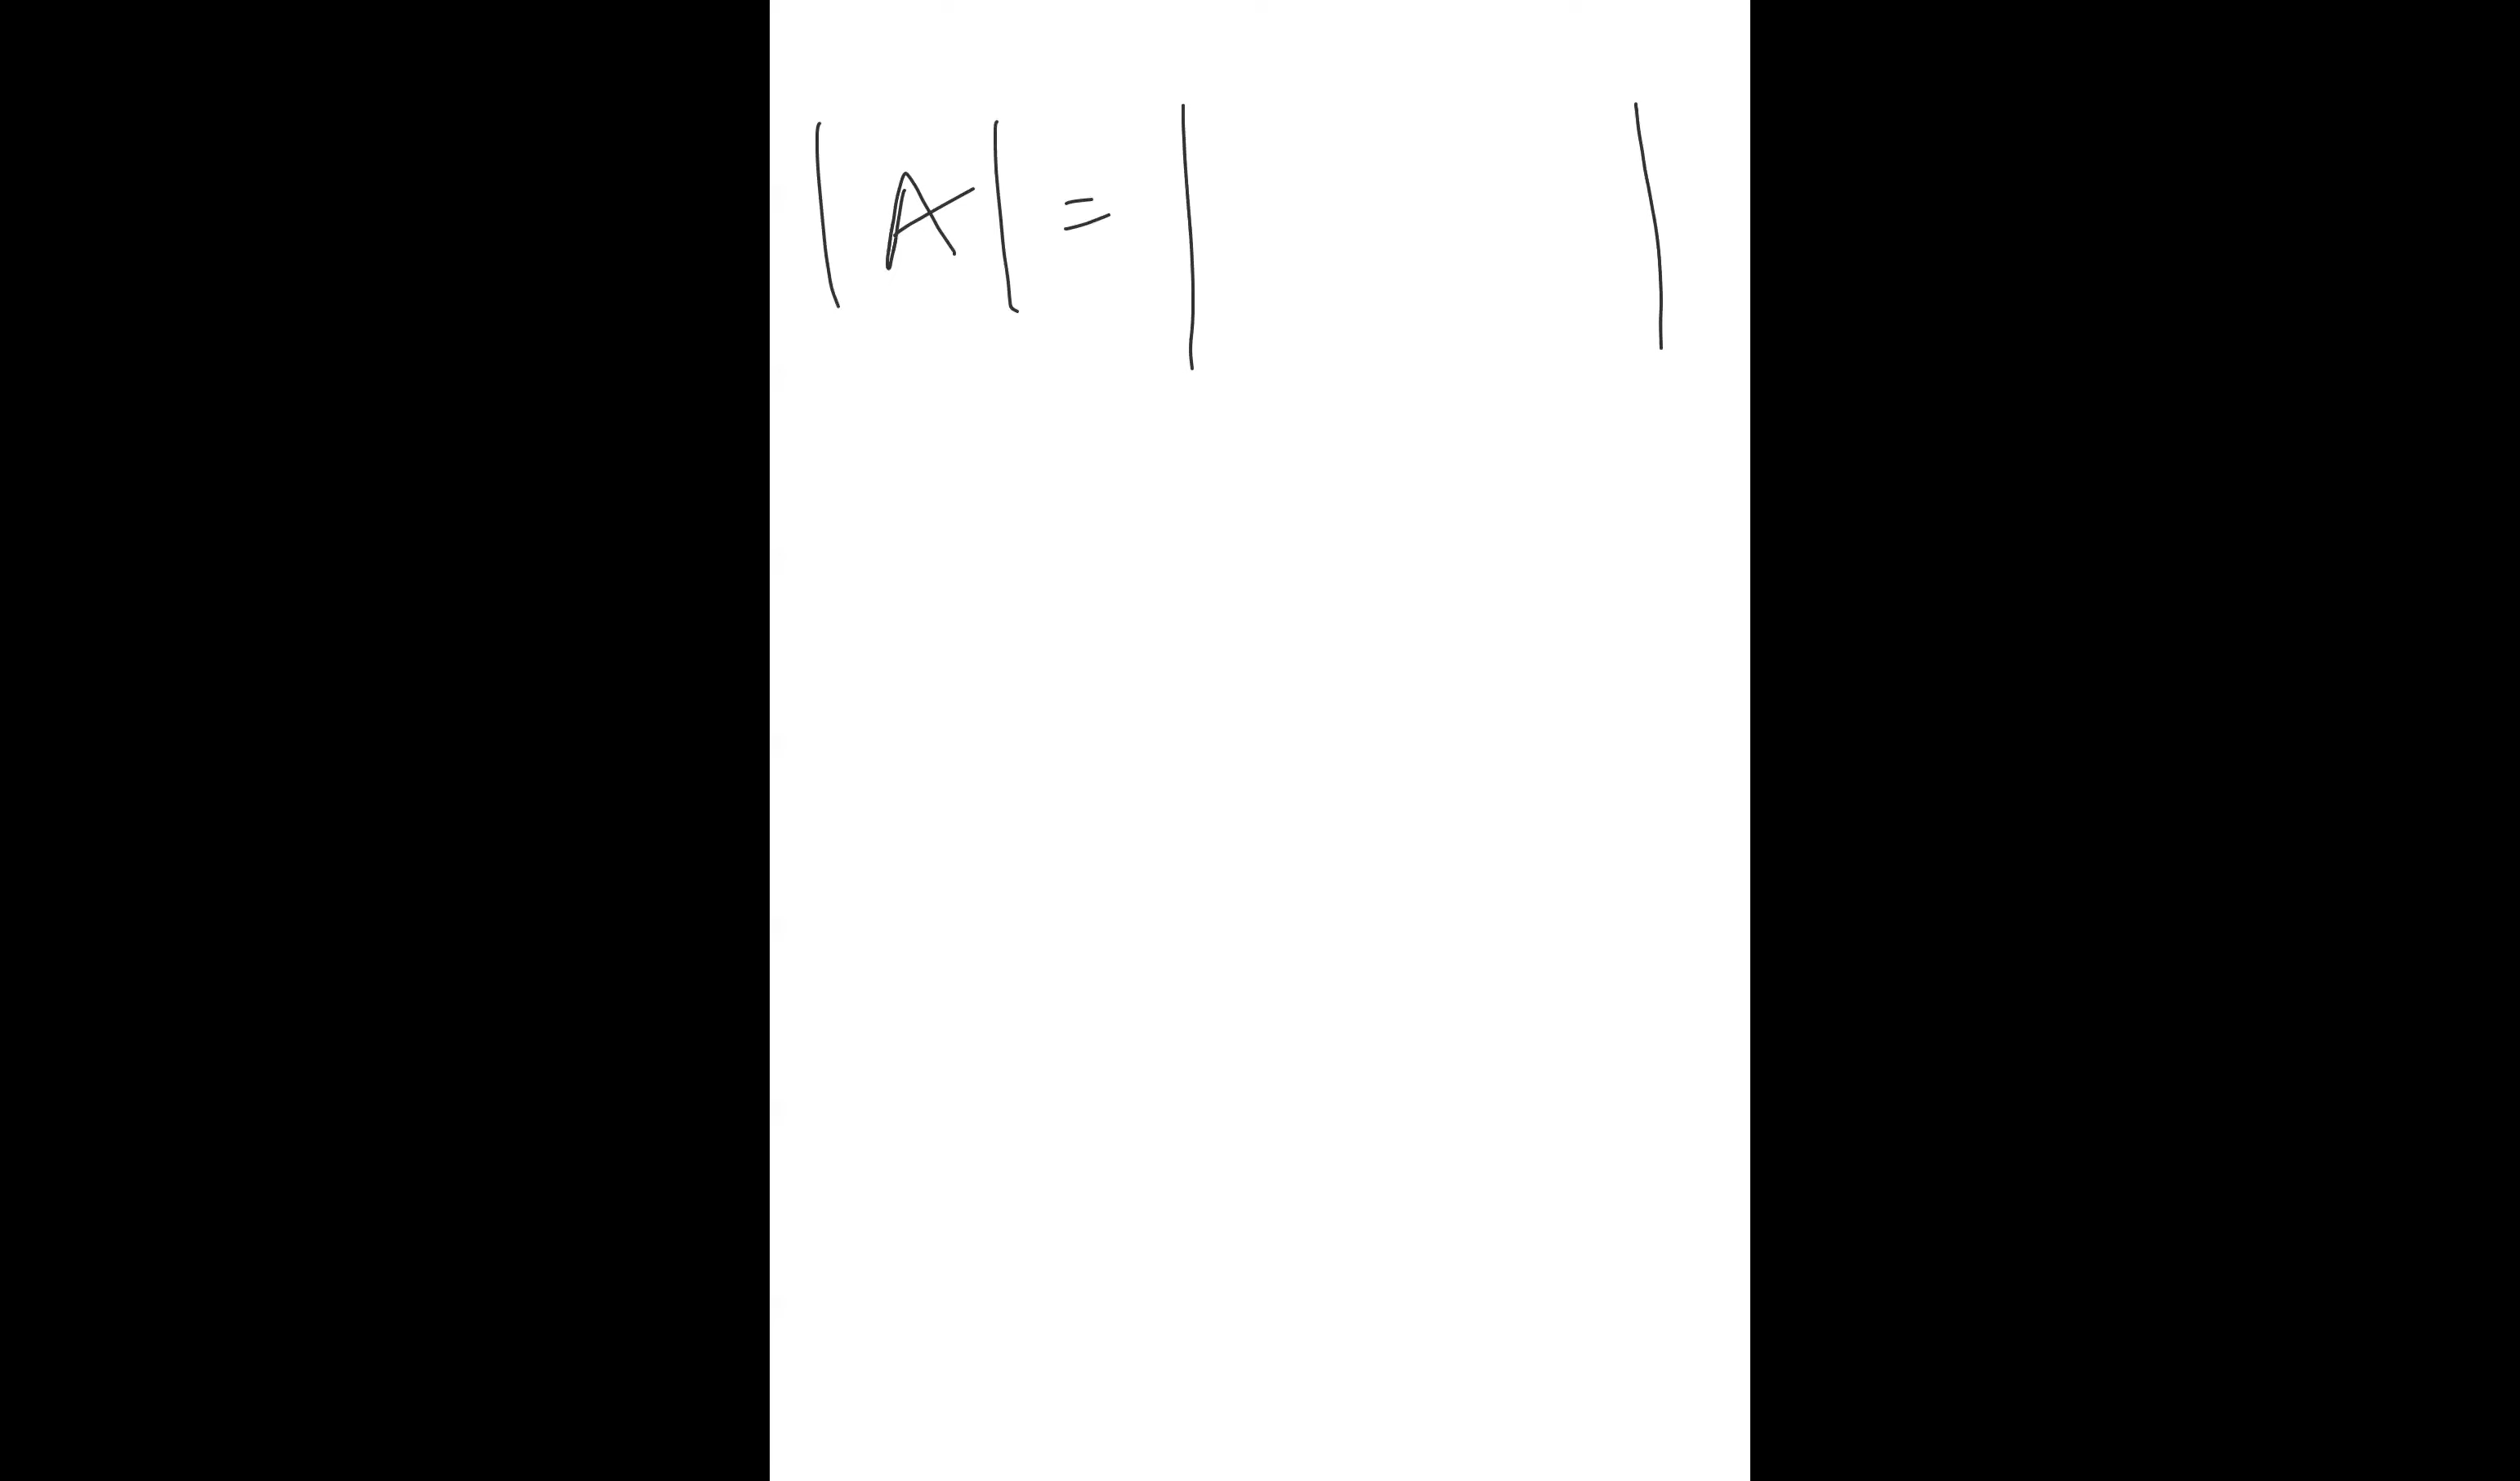 |A| = | |